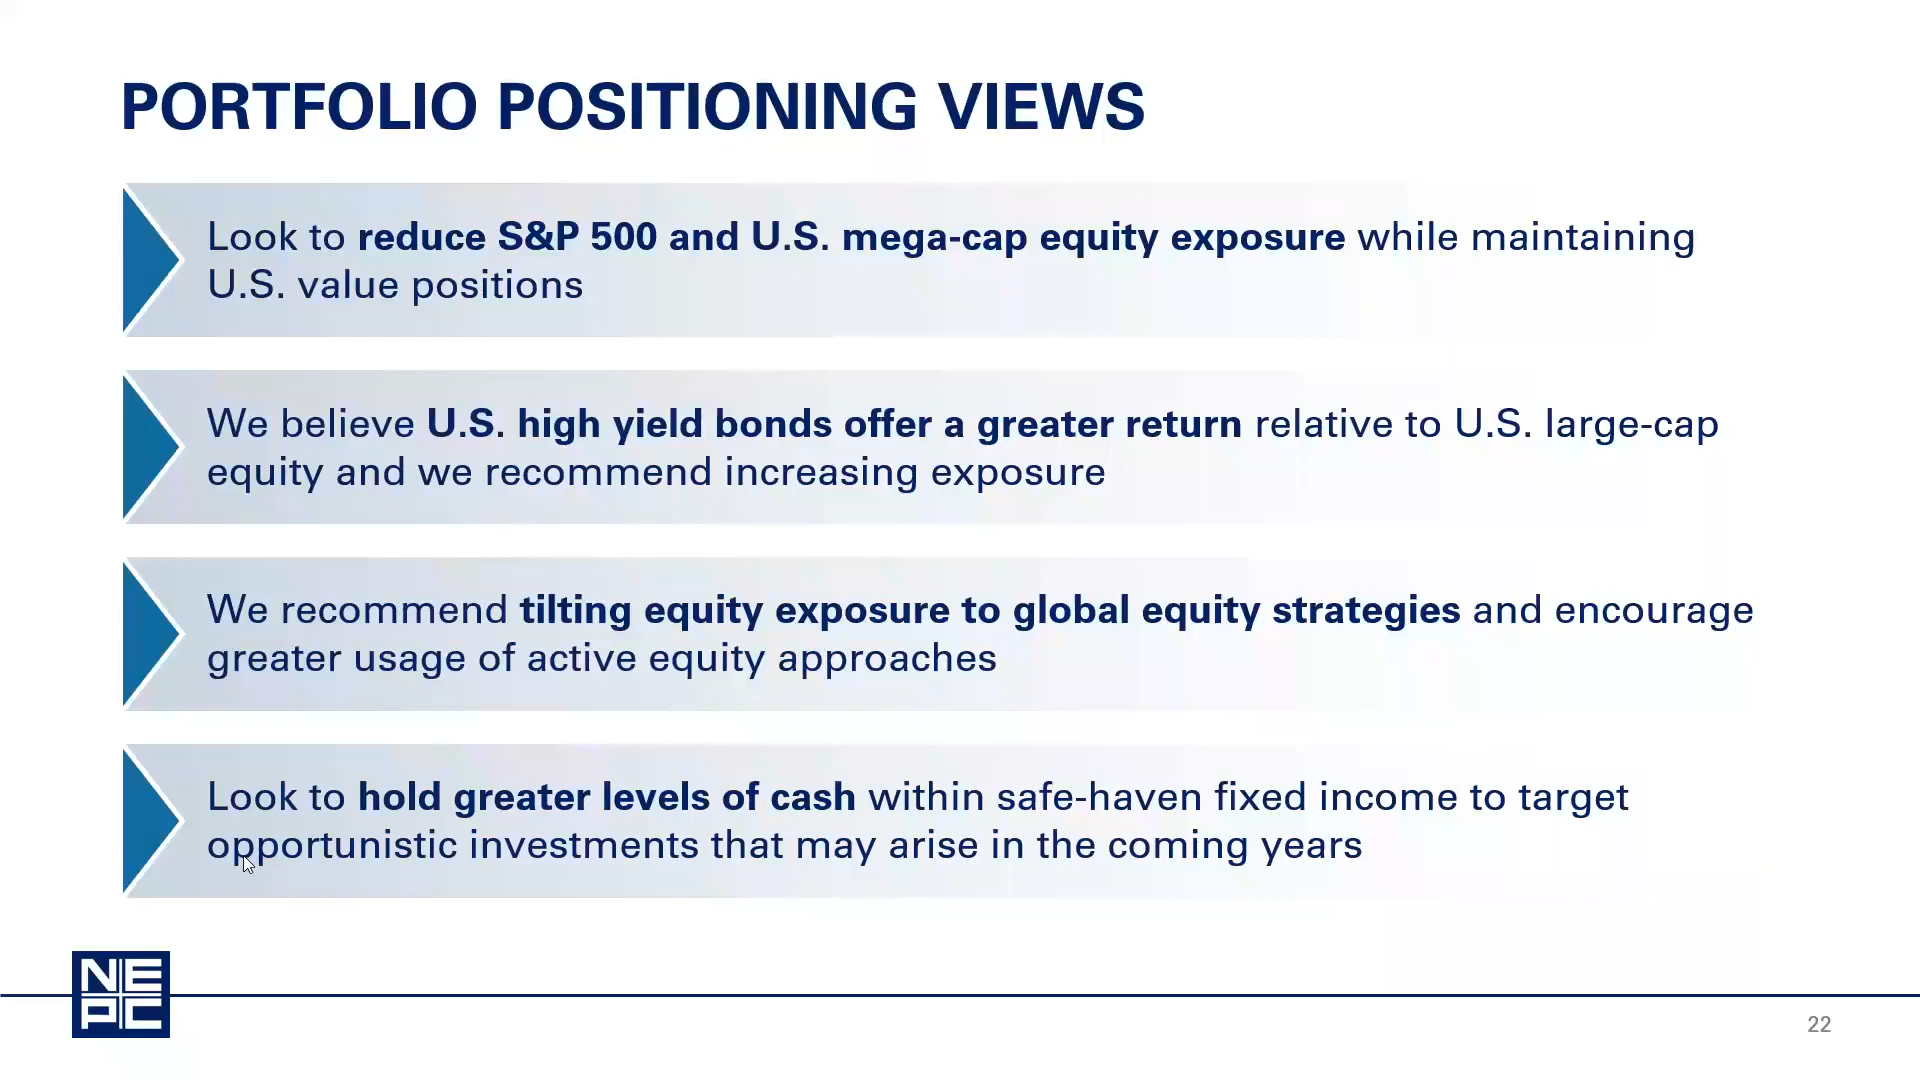 PORTFOLIO POSITIONING VIEWS
Look to reduce S&P 500 and U.S. mega-cap equity exposure while maintaining
U.S. value positions
We believe U.S. high yield bonds offer a greater return relative to U.S. large-cap
equity and we recommend increasing exposure
We recommend tilting equity exposure to global equity strategies and encourage
greater usage of active equity approaches
Look to hold greater levels of cash within safe-haven fixed income to target
opportunistic investments that may arise in the coming years
NE
PC
22